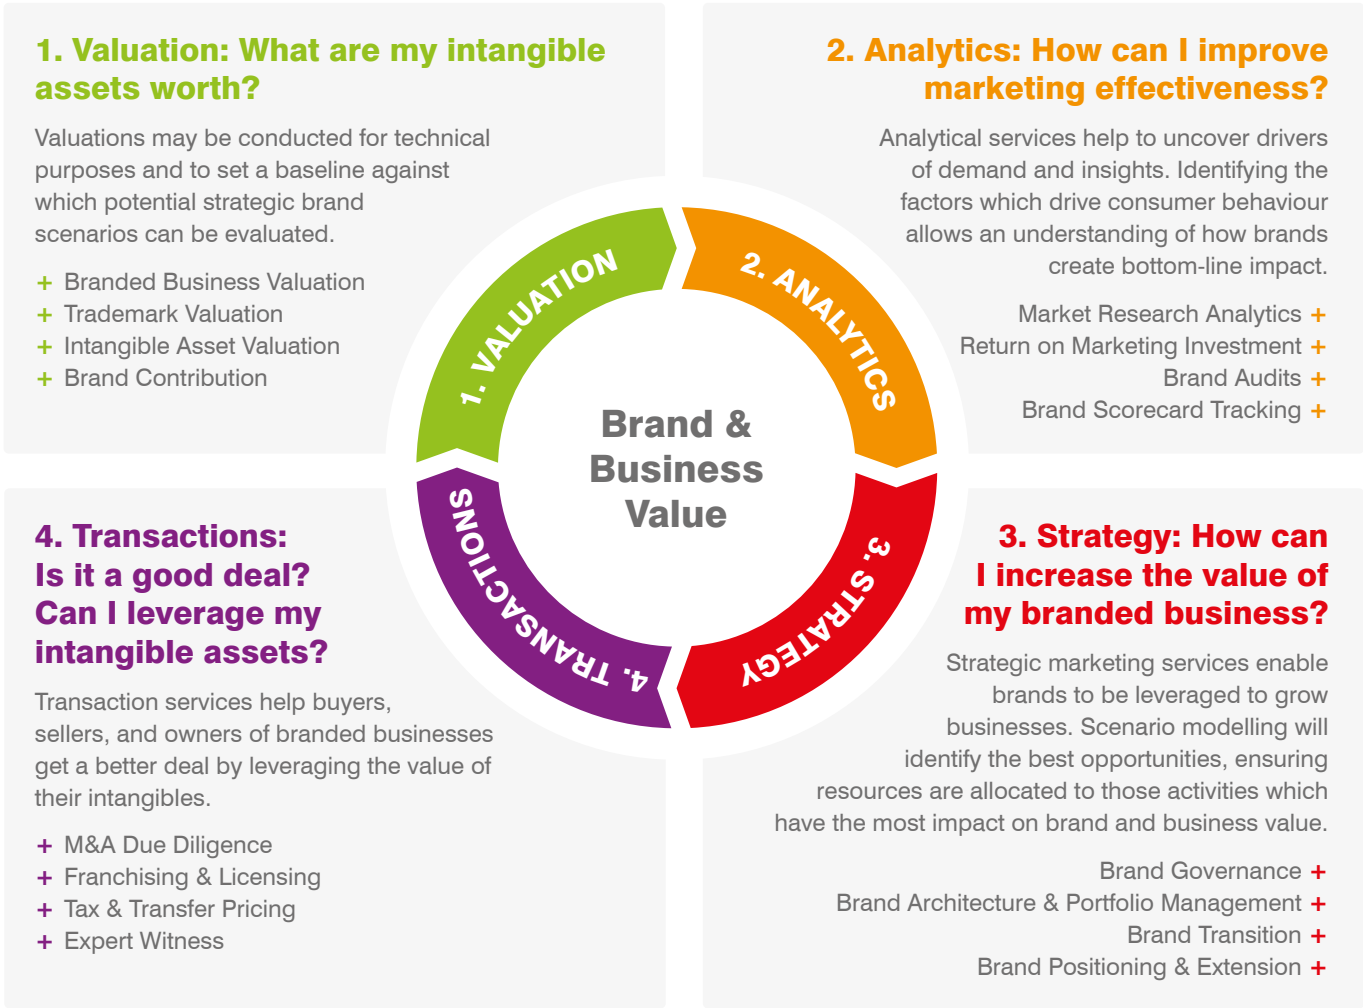 1. Valuation: What are my intangible
assets worth?
Valuations may be conducted for technical
purposes and to set a baseline against
which potential strategic brand
scenarios can be evaluated.
+ Branded Business Valuation
+ Trademark Valuation
+ Intangible Asset Valuation
+ Brand Contribution
2. Analytics: How can I improve
marketing effectiveness?
Analytical services help to uncover drivers
of demand and insights. Identifying the
factors which drive consumer behaviour
allows an understanding of how brands
create bottom-line impact.
Market Research Analytics +
Return on Marketing Investment +
Brand Audits +
Brand Scorecard Tracking +
1. VALUATION
2. ANALYTICS
3. STRATEGY
4. TRANSACTIONS
Brand &
Business
Value
3. Strategy: How can
I increase the value of
my branded business?
Strategic marketing services enable
brands to be leveraged to grow
businesses. Scenario modelling will
identify the best opportunities, ensuring
resources are allocated to those activities which
have the most impact on brand and business value.
Brand Governance +
Brand Architecture & Portfolio Management +
Brand Transition +
Brand Positioning & Extension +
4. Transactions:
Is it a good deal?
Can I leverage my
intangible assets?
Transaction services help buyers,
sellers, and owners of branded businesses
get a better deal by leveraging the value of
their intangibles.
+ M&A Due Diligence
+ Franchising & Licensing
+ Tax & Transfer Pricing
+ Expert Witness